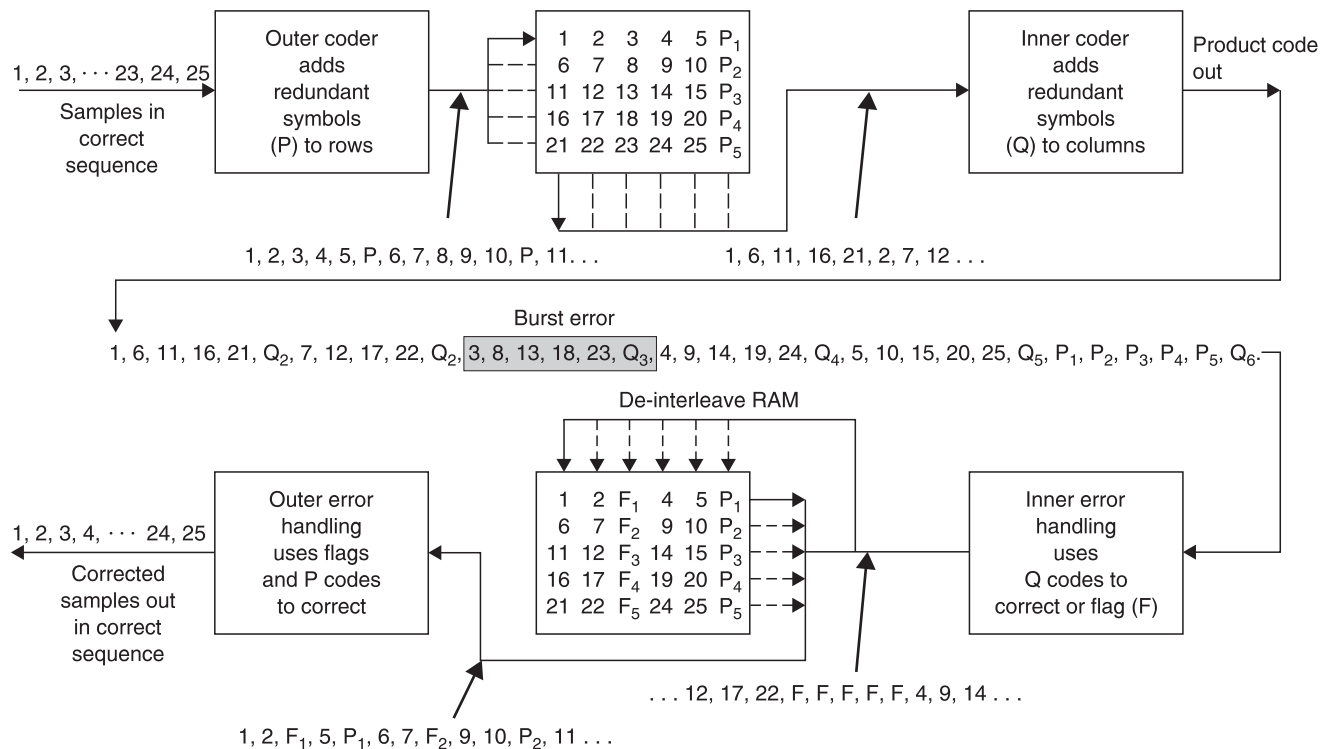 1, 2, 3, ··· 23, 24, 25
Samples in
correct
sequence
Outer coder
adds
redundant
symbols
(P) to rows
1 2 3 4 5 P₁
6 7 8 9 10 P₂
11 12 13 14 15 P₃
16 17 18 19 20 P₄
21 22 23 24 25 P₅
Inner coder
adds
redundant
symbols
(Q) to columns
Product code
out
1, 2, 3, 4, 5, P, 6, 7, 8, 9, 10, P, 11. . .
1, 6, 11, 16, 21, 2, 7, 12 . . .
Burst error
1, 6, 11, 16, 21, Q₂, 7, 12, 17, 22, Q₂, 3, 8, 13, 18, 23, Q₃, 4, 9, 14, 19, 24, Q₄, 5, 10, 15, 20, 25, Q₅, P₁, P₂, P₃, P₄, P₅, Q₆.
De-interleave RAM
1, 2, 3, 4, ··· 24, 25
Corrected
samples out
in correct
sequence
Outer error
handling
uses flags
and P codes
to correct
1 2 F₁ 4 5 P₁
6 7 F₂ 9 10 P₂
11 12 F₃ 14 15 P₃
16 17 F₄ 19 20 P₄
21 22 F₅ 24 25 P₅
Inner error
handling
uses
Q codes to
correct or flag (F)
. . . 12, 17, 22, F, F, F, F, F, 4, 9, 14 . . .
1, 2, F₁, 5, P₁, 6, 7, F₂, 9, 10, P₂, 11 . . .